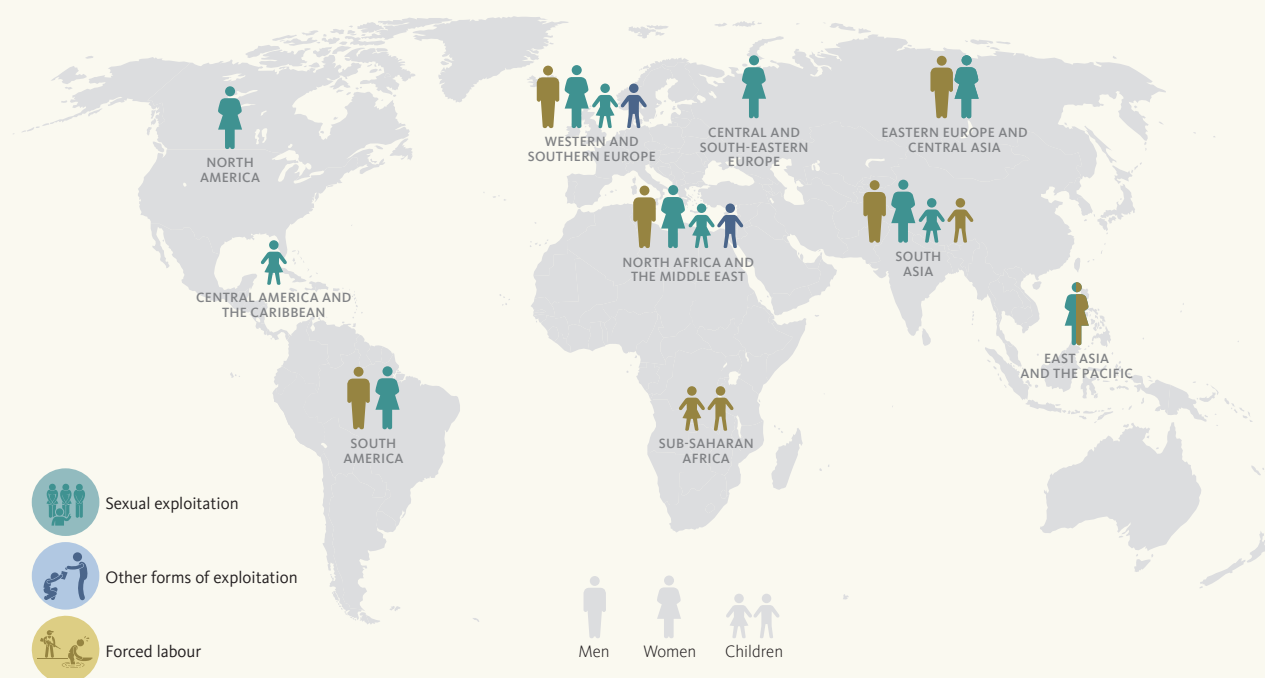 NORTH
AMERICA
WESTERN AND
SOUTHERN EUROPE
CENTRAL AND
SOUTH-EASTERN
EUROPE
EASTERN EUROPE AND
CENTRAL ASIA
NORTH AFRICA AND
THE MIDDLE EAST
SOUTH
ASIA
CENTRAL AMERICA AND
THE CARIBBEAN
EAST ASIA
AND THE PACIFIC
SOUTH
AMERICA
SUB-SAHARAN
AFRICA
Sexual exploitation
Other forms of exploitation
Forced labour
Men
Women
Children